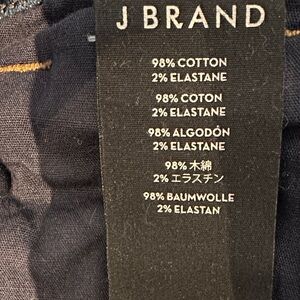 J BRAND
98% COTTON
2% ELASTANE
98% COTON
2% ELASTANE
98% ALGODÓN
2% ELASTANE
98% 木綿
2% エラスチン
98% BAUMWOLLE
2% ELASTAN